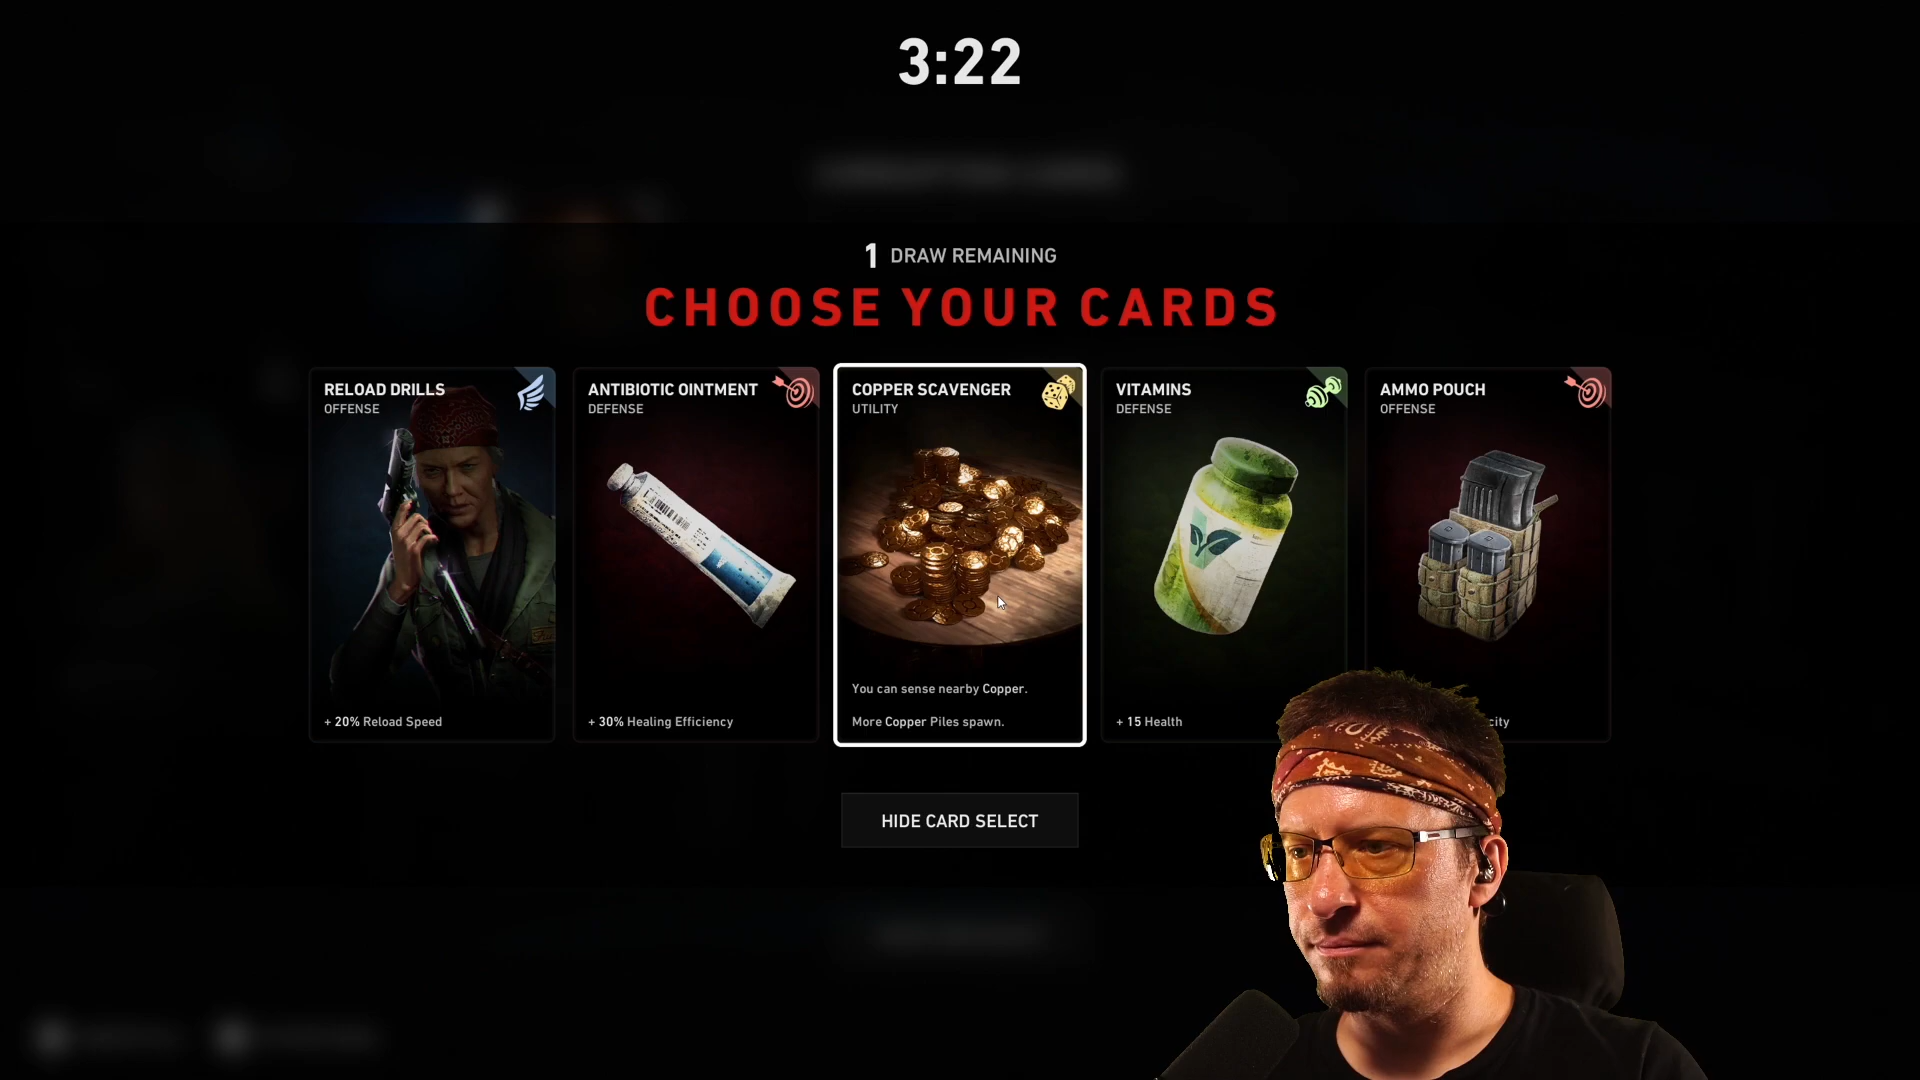 3:22
1 DRAW REMAINING
CHOOSE YOUR CARDS
RELOAD DRILLS
OFFENSE
+ 20% Reload Speed
ANTIBIOTIC OINTMENT
DEFENSE
+ 30% Healing Efficiency
COPPER SCAVENGER
UTILITY
You can sense nearby Copper.
More Copper Piles spawn.
VITAMINS
DEFENSE
+ 15 Health
AMMO POUCH
OFFENSE
HIDE CARD SELECT